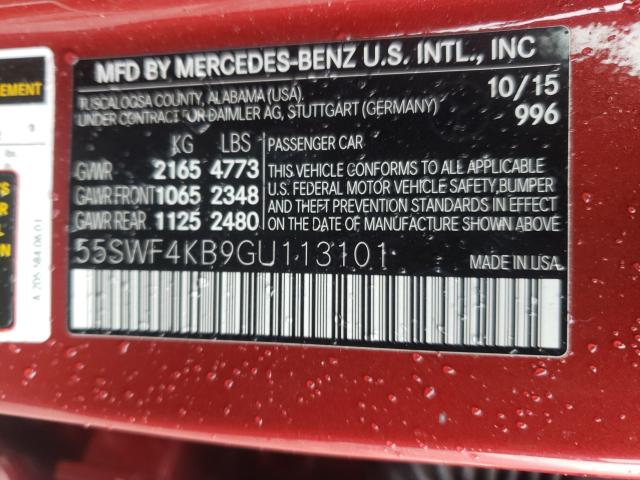 MFD BY MERCEDES-BENZ U.S. INTL., INC
TUSCALOOSA COUNTY, ALABAMA (USA).
UNDER CONTRACT FOR DAIMLER AG, STUTTGART (GERMANY)
10/15
996
KG LBS
GVWR 2165 4773
GAWR FRONT 1065 2348
GAWR REAR 1125 2480
PASSENGER CAR
THIS VEHICLE CONFORMS TO ALL APPLICABLE
U.S. FEDERAL MOTOR VEHICLE SAFETY, BUMPER
AND THEFT PREVENTION STANDARDS IN EFFECT
ON THE DATE OF MANUFACTURE SHOWN ABOVE.
55SWF4KB9GU113101
MADE IN USA
EMENT